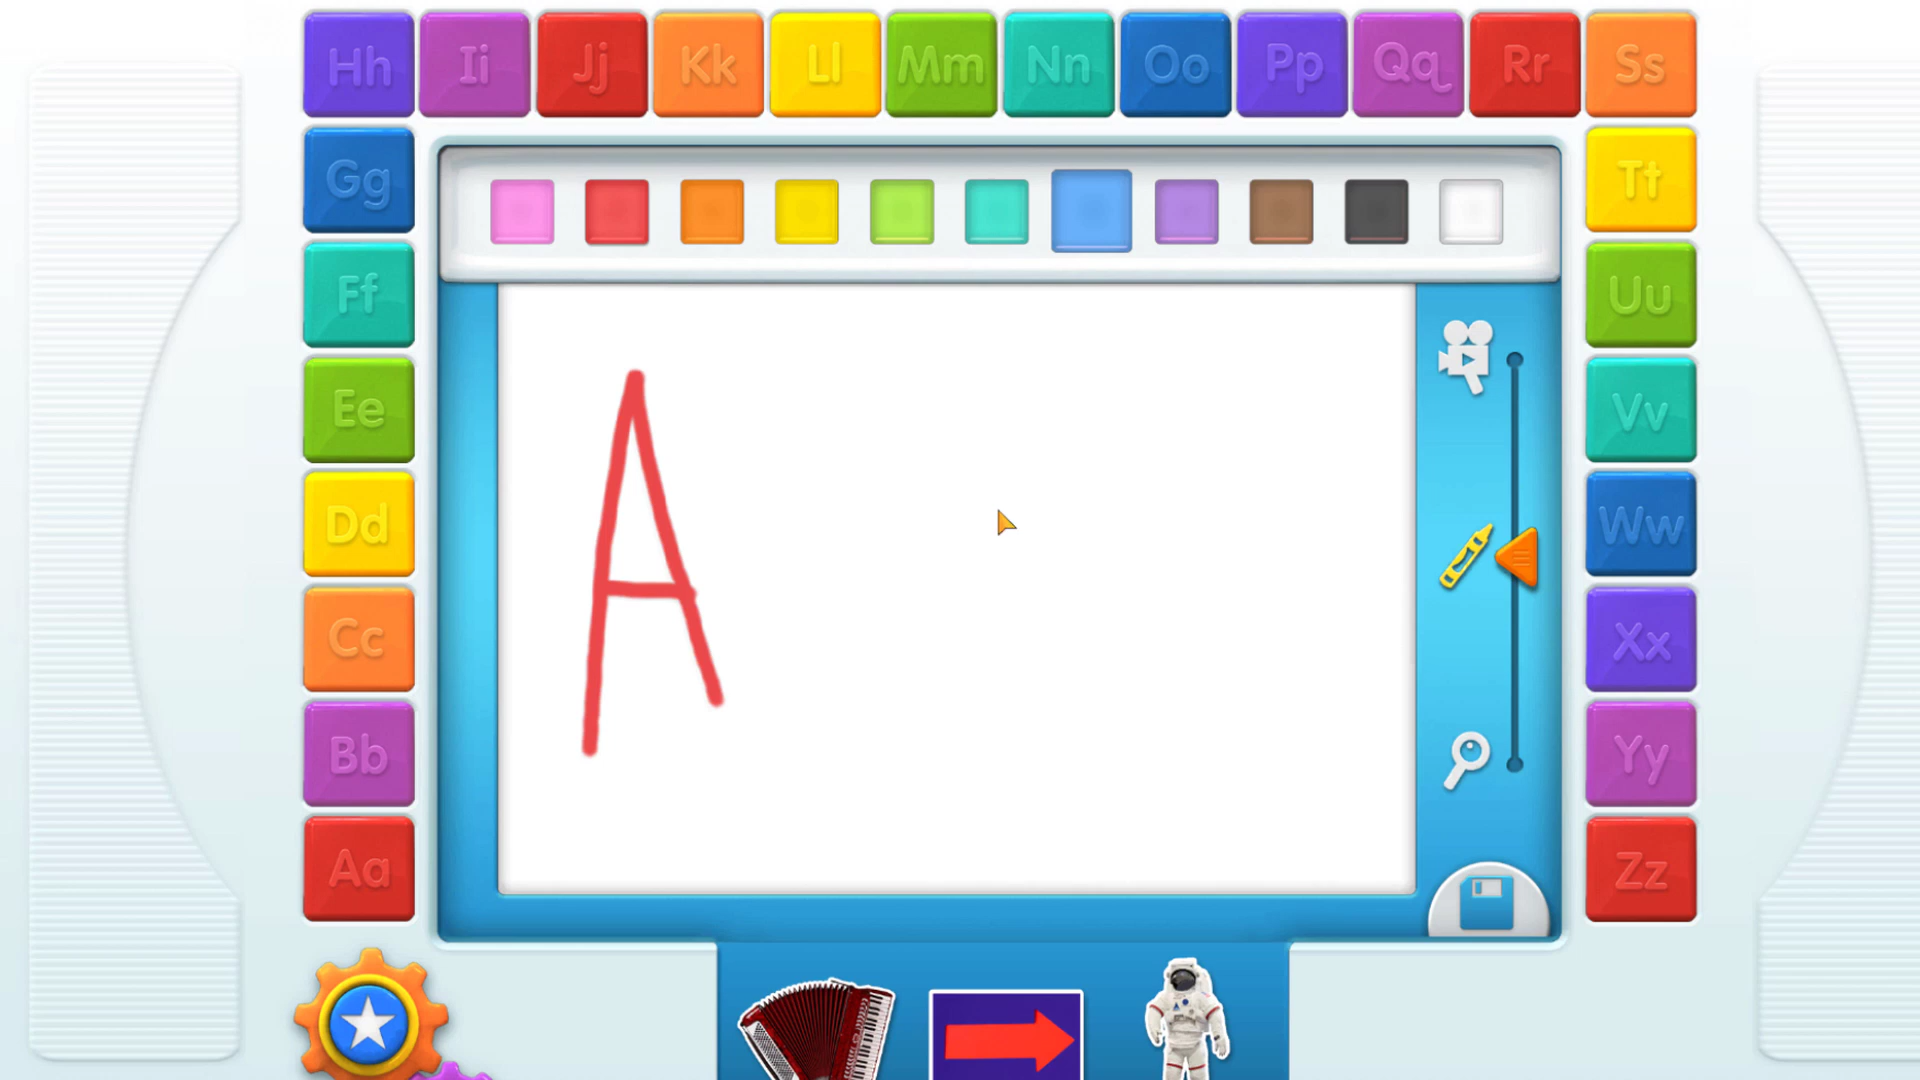 Hh Ii Jj Kk Ll Mm Nn Oo Pp Qq Rr Ss
Gg Tt
Ff Uu
Ee Vv
Dd Ww
Cc Xx
Bb Yy
Aa Zz
A